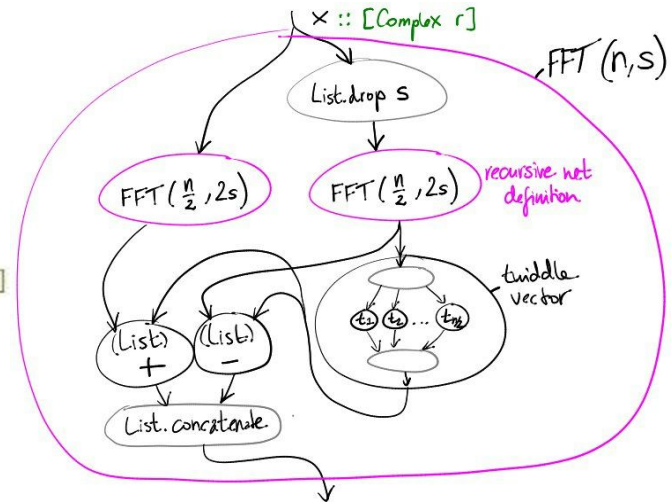 x :: [Complex r]
FFT (n,s)
List.drop s
FFT (n/2, 2s)
FFT (n/2, 2s)
recursive net
definition
twiddle
vector
t1 t2 ... tn/2
(List)
+
(List)
-
List.concatenate